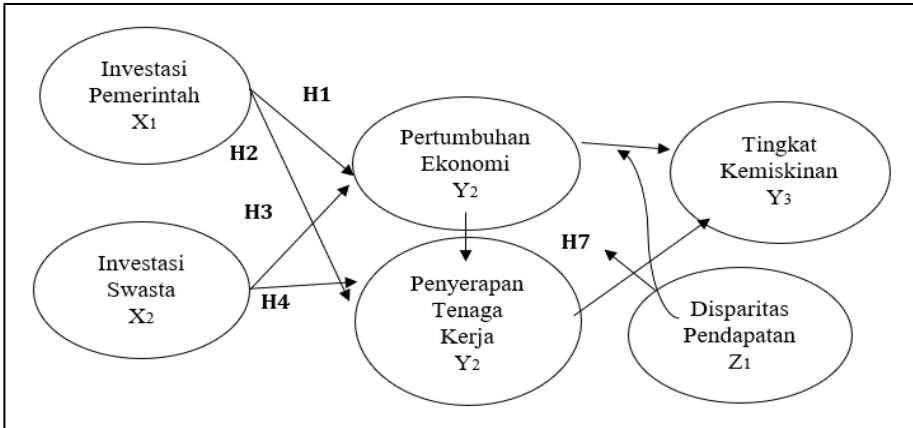 Investasi
Pemerintah
X1
H1
H2
Pertumbuhan
Ekonomi
Y2
Tingkat
Kemiskinan
Y3
H3
Investasi
Swasta
X2
H4
Penyerapan
Tenaga
Kerja
Y2
H7
Disparitas
Pendapatan
Z1